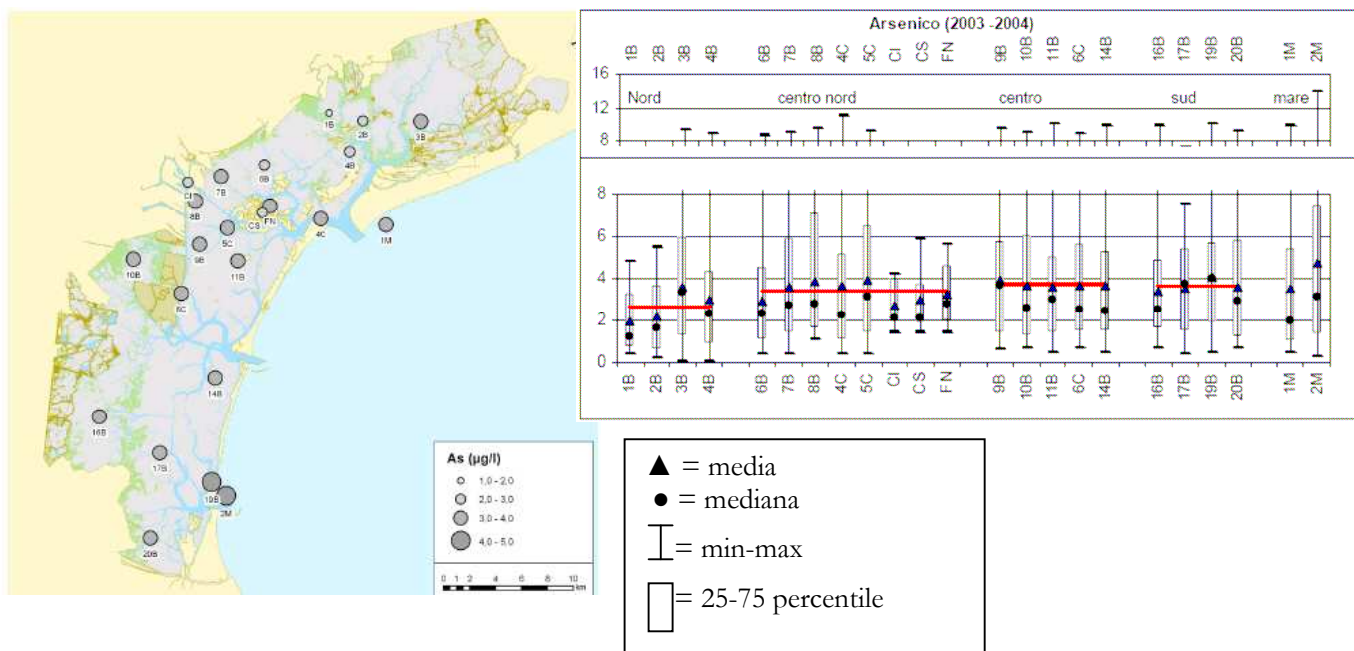 1B
2B
3B
4B
6B
7B
CI
8B
CS
FN
5C
4C
1M
9B
11B
10B
6C
14B
16B
17B
19B
2M
20B
As (µg/l)
1,0 - 2,0
2,0 - 3,0
3,0 - 4,0
4,0 - 5,0
0 1 2 4 6 8 10
km
Arsenico (2003 -2004)
1B 2B 3B 4B 6B 7B 8B 4C 5C CI CS FN 9B 10B 11B 6C 14B 16B 17B 19B 20B 1M 2M
16
Nord centro nord centro sud mare
12
8
8
6
4
2
0
1B 2B 3B 4B 6B 7B 8B 4C 5C CI CS FN 9B 10B 11B 6C 14B 16B 17B 19B 20B 1M 2M
▲ = media
● = mediana
= min-max
= 25-75 percentile